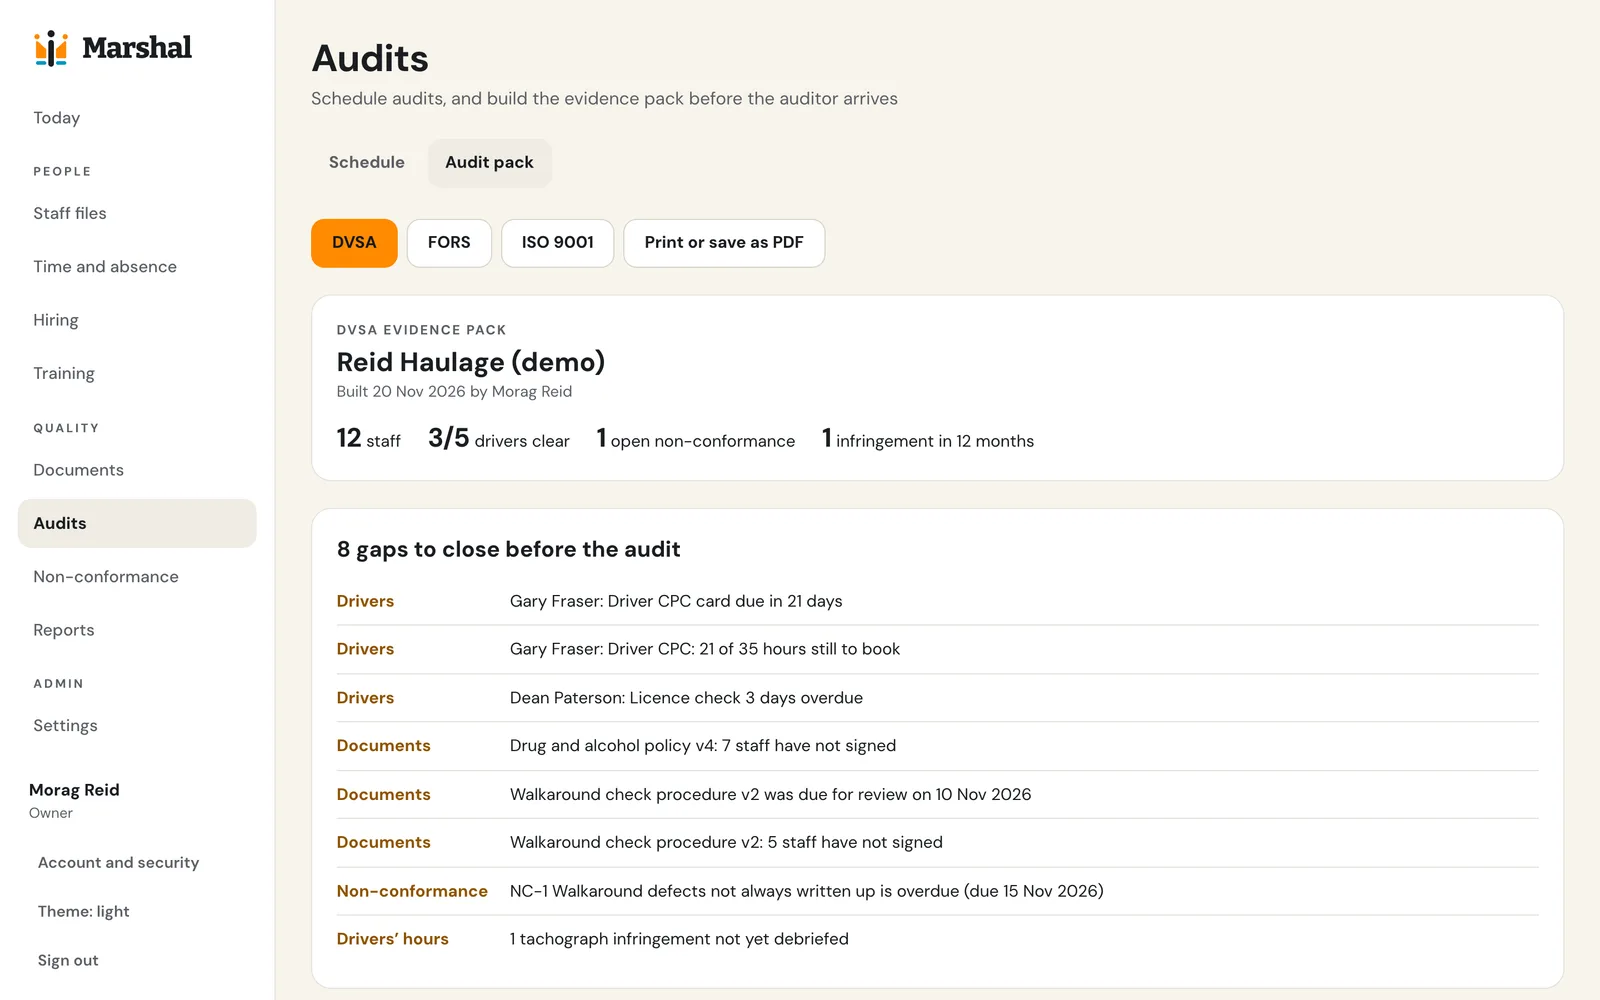 Marshal
Today
PEOPLE
Staff files
Time and absence
Hiring
Training
QUALITY
Documents
Audits
Non-conformance
Reports
ADMIN
Settings
Morag Reid
Owner
Account and security
Theme: light
Sign out
Audits
Schedule audits, and build the evidence pack before the auditor arrives
Schedule Audit pack
DVSA FORS ISO 9001 Print or save as PDF
DVSA EVIDENCE PACK
Reid Haulage (demo)
Built 20 Nov 2026 by Morag Reid
12 staff 3/5 drivers clear 1 open non-conformance 1 infringement in 12 months
8 gaps to close before the audit
Drivers Gary Fraser: Driver CPC card due in 21 days
Drivers Gary Fraser: Driver CPC: 21 of 35 hours still to book
Drivers Dean Paterson: Licence check 3 days overdue
Documents Drug and alcohol policy v4: 7 staff have not signed
Documents Walkaround check procedure v2 was due for review on 10 Nov 2026
Documents Walkaround check procedure v2: 5 staff have not signed
Non-conformance NC-1 Walkaround defects not always written up is overdue (due 15 Nov 2026)
Drivers’ hours 1 tachograph infringement not yet debriefed